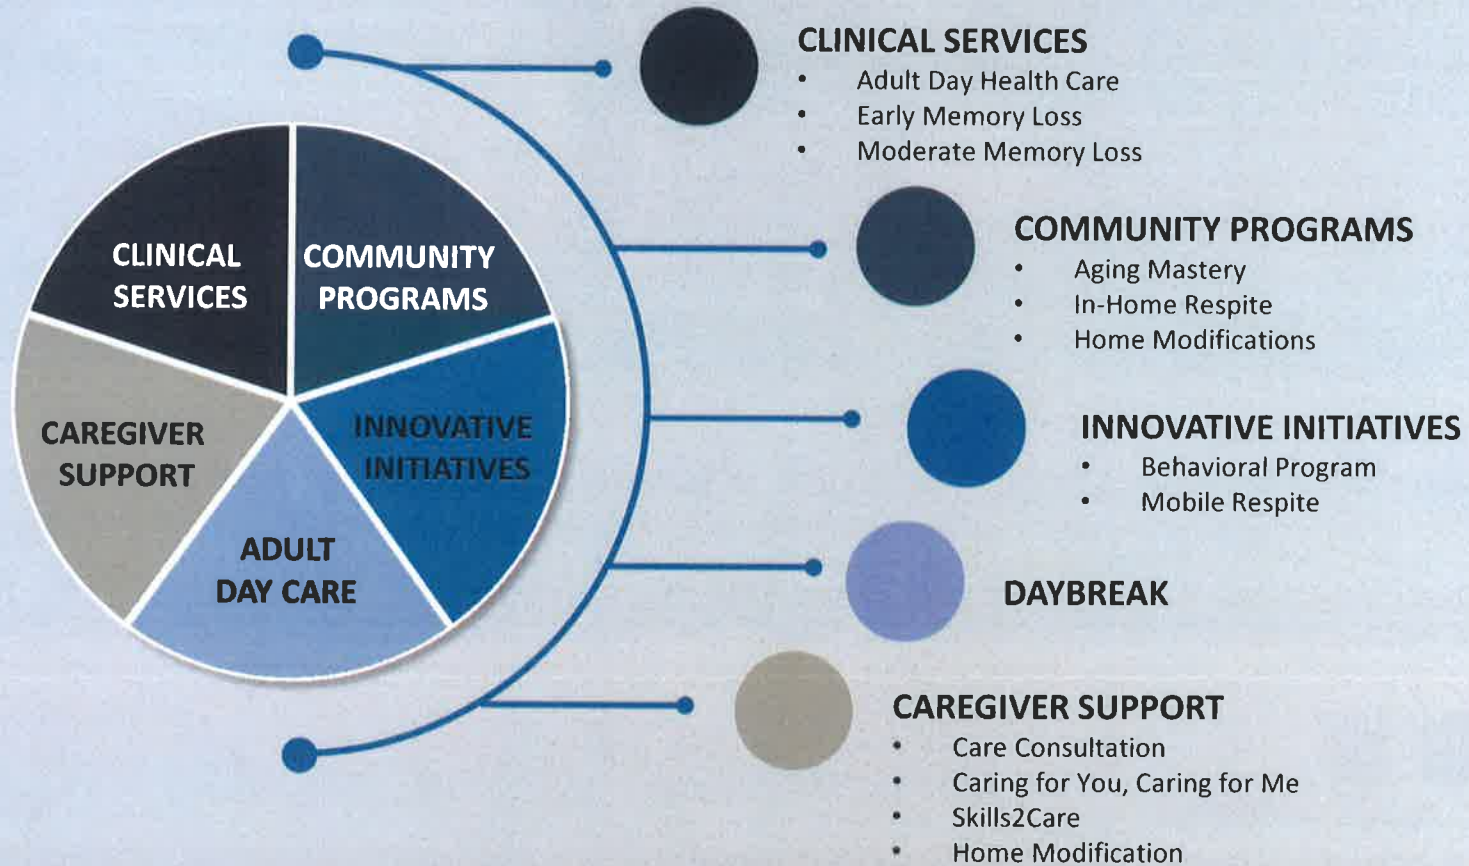 CLINICAL
SERVICES
COMMUNITY
PROGRAMS
CAREGIVER
SUPPORT
INNOVATIVE
INITIATIVES
ADULT
DAY CARE
CLINICAL SERVICES
• Adult Day Health Care
• Early Memory Loss
• Moderate Memory Loss
COMMUNITY PROGRAMS
• Aging Mastery
• In-Home Respite
• Home Modifications
INNOVATIVE INITIATIVES
• Behavioral Program
• Mobile Respite
DAYBREAK
CAREGIVER SUPPORT
• Care Consultation
• Caring for You, Caring for Me
• Skills2Care
• Home Modification